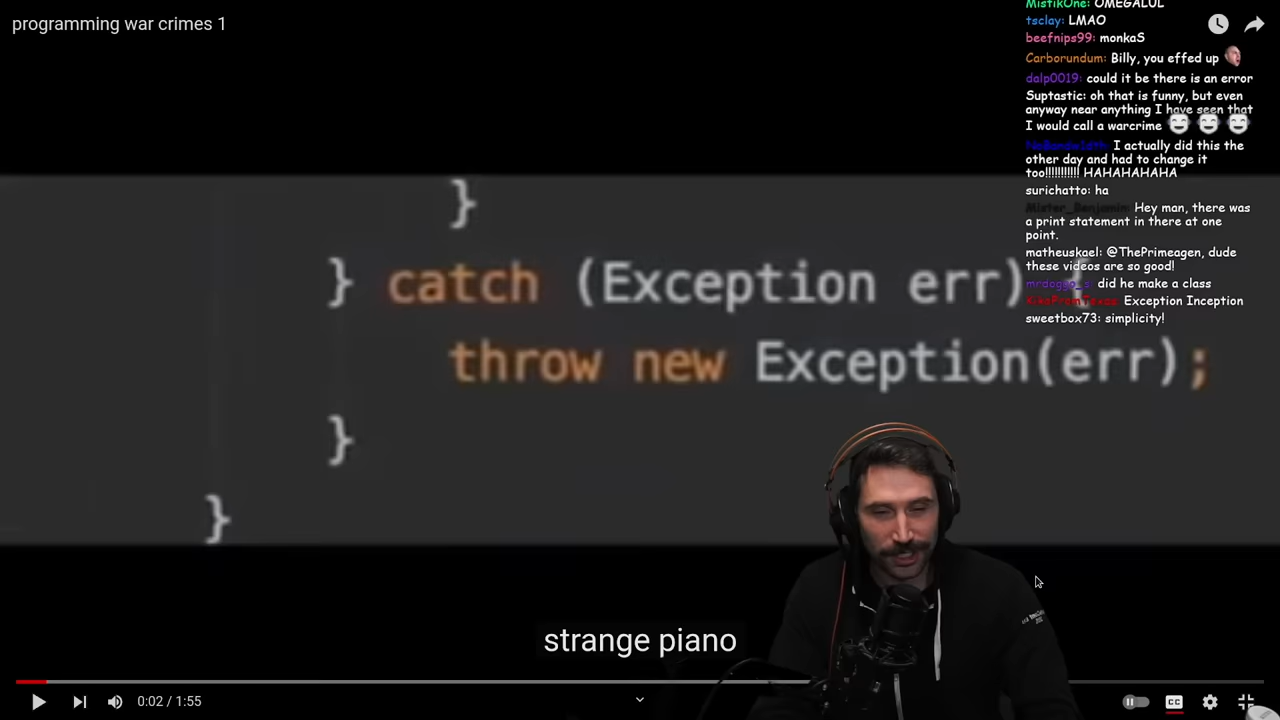 programming war crimes 1
MistikOne: OMEGALUL
tsclay: LMAO
beefnips99: monkaS
Carborundum: Billy, you effed up
dalp0019: could it be there is an error
Suptastic: oh that is funny, but even
anyway near anything I have seen that
I would call a warcrime
I actually did this the
other day and had to change it
too!!!!!!!!!!! HAHAHAHAHA
surichatto: ha
Mister_Benjamin: Hey man, there was
a print statement in there at one
point.
matheuskael: @ThePrimeagen, dude
these videos are so good!
did he make a class
Exception Inception
sweetbox73: simplicity!
}
} catch (Exception err) {
throw new Exception(err);
}
}
strange piano
0:02 / 1:55
CC